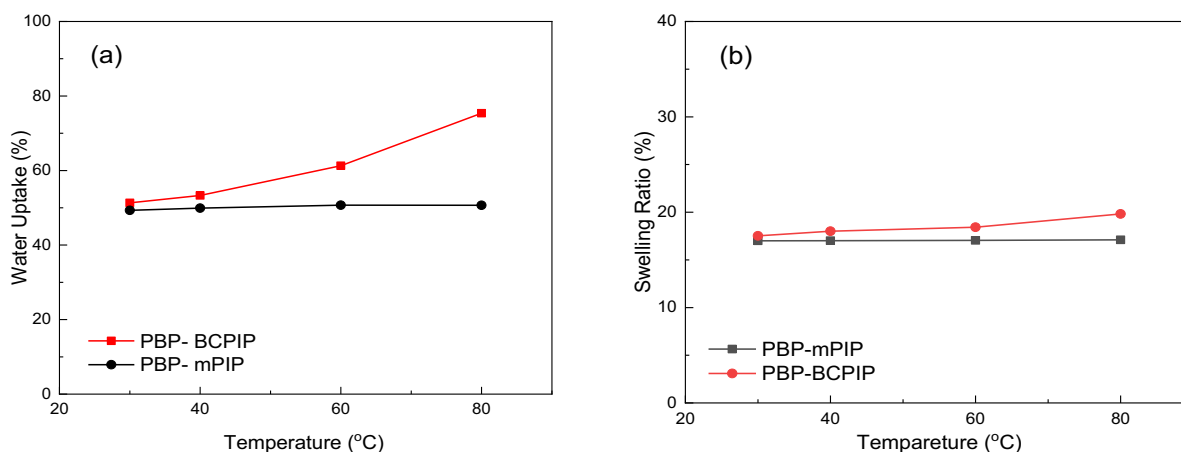 (a)
Water Uptake (%)
100
80
60
40
20
0
PBP- BCPIP
PBP- mPIP
20 40 60 80
Temperature (°C)
(b)
Swelling Ratio (%)
40
30
20
10
0
PBP-mPIP
PBP-BCPIP
20 40 60 80
Tempareture (°C)